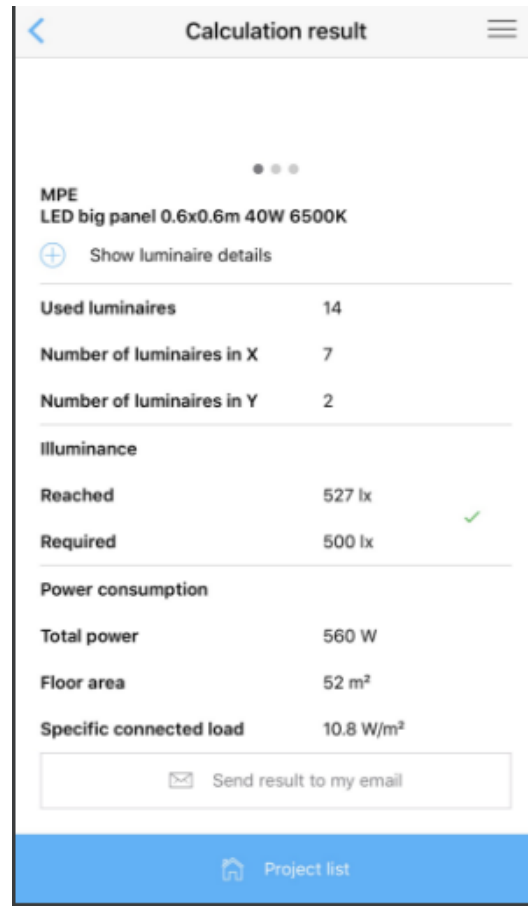 Calculation result
MPE
LED big panel 0.6x0.6m 40W 6500K
Show luminaire details
Used luminaires 14
Number of luminaires in X 7
Number of luminaires in Y 2
Illuminance
Reached 527 lx
Required 500 lx
Power consumption
Total power 560 W
Floor area 52 m²
Specific connected load 10.8 W/m²
Send result to my email
Project list